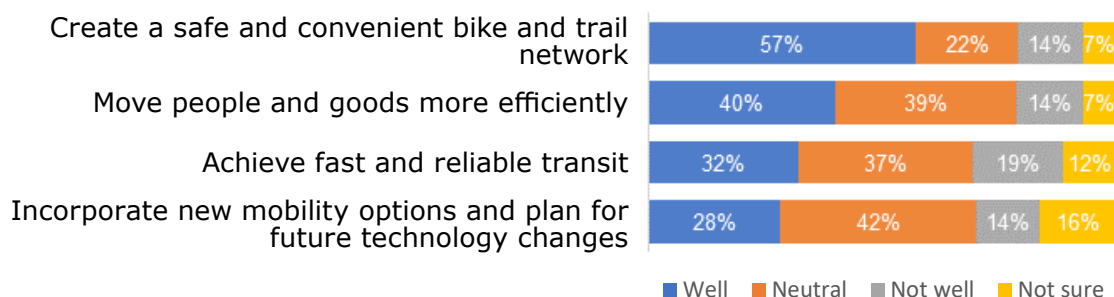 Create a safe and convenient bike and trail
network
57% 22% 14% 7%
Move people and goods more efficiently
40% 39% 14% 7%
Achieve fast and reliable transit
32% 37% 19% 12%
Incorporate new mobility options and plan for
future technology changes
28% 42% 14% 16%
Well Neutral Not well Not sure